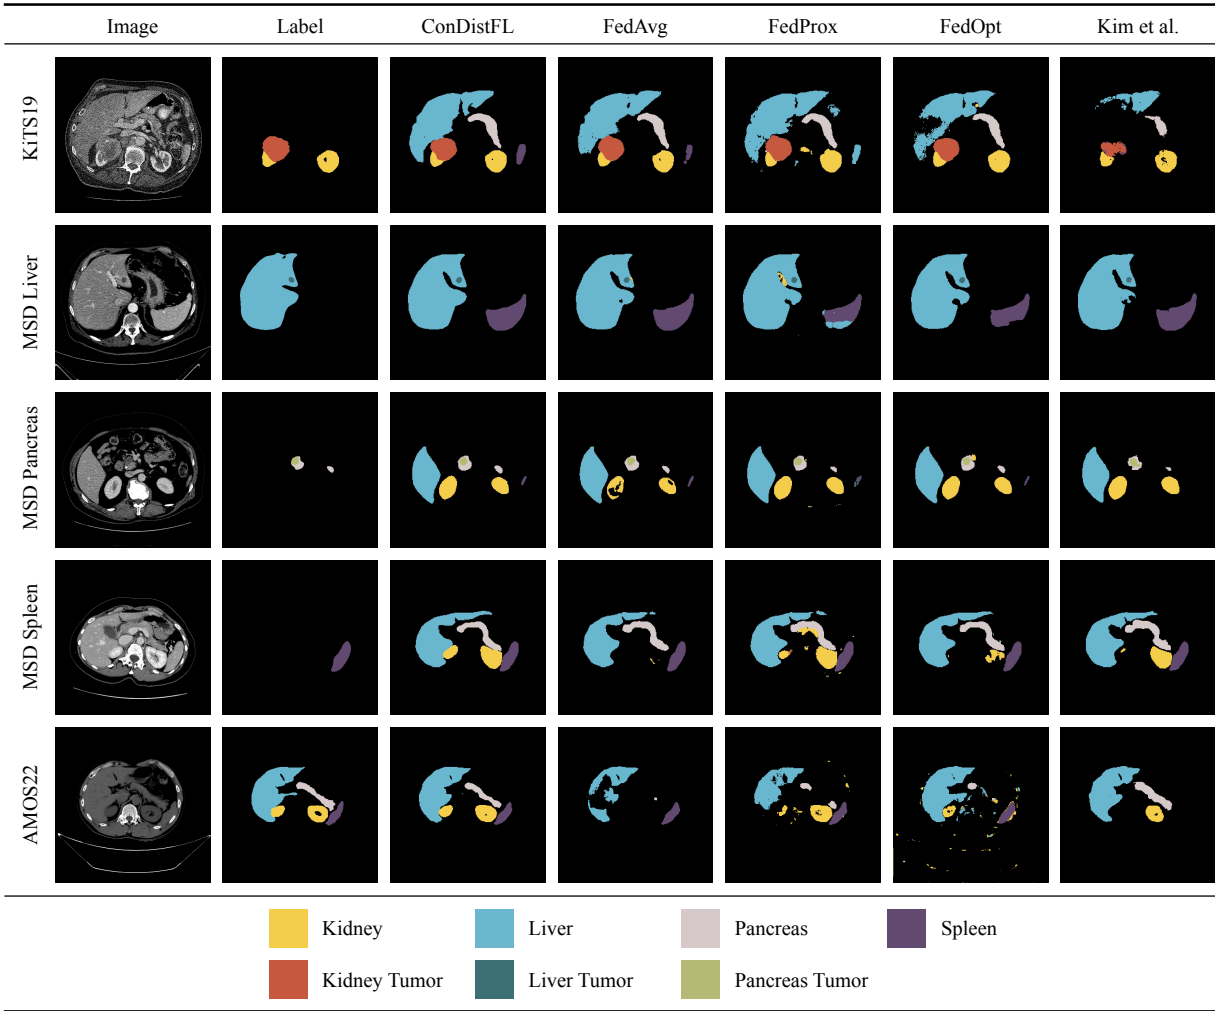 Image Label ConDistFL FedAvg FedProx FedOpt Kim et al.
KiTS19
MSD Liver
MSD Pancreas
MSD Spleen
AMOS22
Kidney Liver Pancreas Spleen
Kidney Tumor Liver Tumor Pancreas Tumor